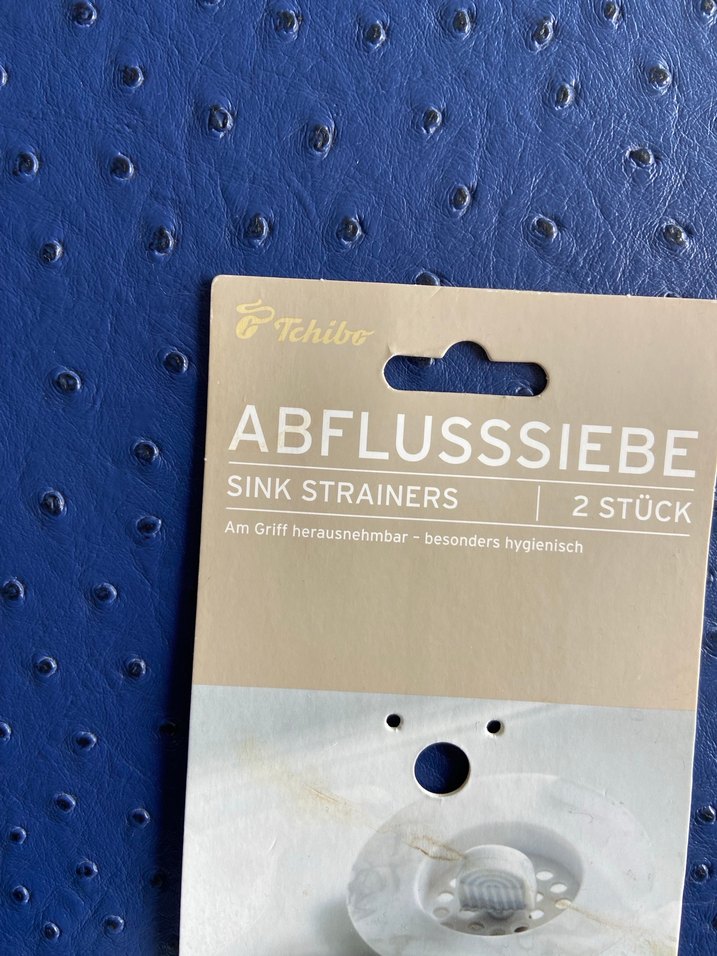 Tchibo
ABFLUSSSIEBE
SINK STRAINERS | 2 STÜCK
Am Griff herausnehmbar – besonders hygienisch